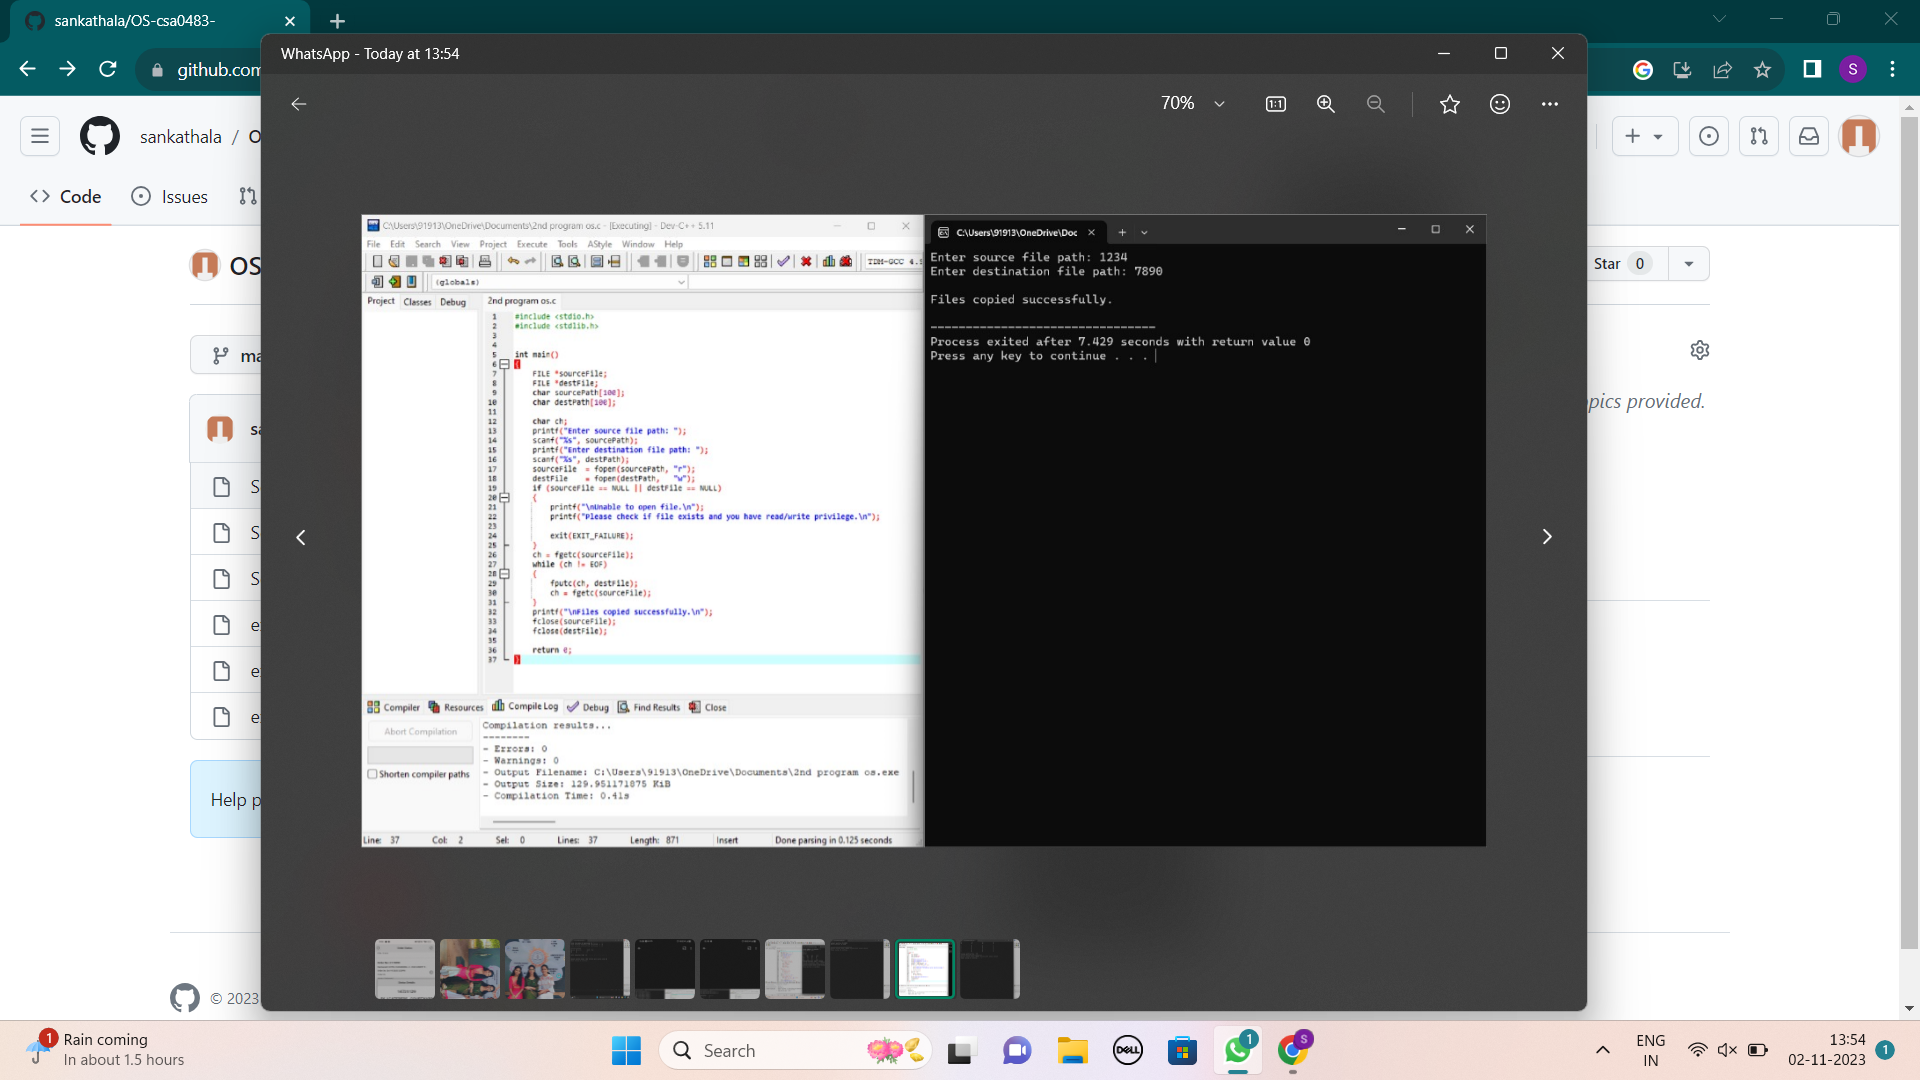 sankathala/OS-csa0483-
github.com
WhatsApp - Today at 13:54
70%
1:1
S
sankathala / O
Code
Issues
OS
Star 0
ma
sa
S
S
S
e
e
e
opics provided.
Help p
© 2023
C:\Users\91913\OneDrive\Documents\2nd program os.c - [Executing] - Dev-C++ 5.11
File Edit Search View Project Execute Tools AStyle Window Help
TDM-GCC 4.9
(globals)
Project Classes Debug 2nd program os.c
1 #include <stdio.h>
2 #include <stdlib.h>
3
4
5 int main()
6 {
7 FILE *sourceFile;
8 FILE *destFile;
9 char sourcePath[100];
10 char destPath[100];
11
12 char ch;
13 printf("Enter source file path: ");
14 scanf("%s", sourcePath);
15 printf("Enter destination file path: ");
16 scanf("%s", destPath);
17 sourceFile = fopen(sourcePath, "r");
18 destFile = fopen(destPath, "w");
19 if (sourceFile == NULL || destFile == NULL)
20 {
21 printf("\nUnable to open file.\n");
22 printf("Please check if file exists and you have read/write privilege.\n");
23
24 exit(EXIT_FAILURE);
25 }
26 ch = fgetc(sourceFile);
27 while (ch != EOF)
28 {
29 fputc(ch, destFile);
30 ch = fgetc(sourceFile);
31 }
32 printf("\nFiles copied successfully.\n");
33 fclose(sourceFile);
34 fclose(destFile);
35
36 return 0;
37 }
Compiler Resources Compile Log Debug Find Results Close
Abort Compilation
Shorten compiler paths
Compilation results...
--------
- Errors: 0
- Warnings: 0
- Output Filename: C:\Users\91913\OneDrive\Documents\2nd program os.exe
- Output Size: 129.951171875 KiB
- Compilation Time: 0.41s
Line: 37 Col: 2 Sel: 0 Lines: 37 Length: 871 Insert Done parsing in 0.125 seconds
C:\Users\91913\OneDrive\Doc
Enter source file path: 1234
Enter destination file path: 7890
Files copied successfully.
--------------------------------
Process exited after 7.429 seconds with return value 0
Press any key to continue . . .
1
Rain coming
In about 1.5 hours
Search
DELL
1
S
ENG
IN
13:54
02-11-2023
1